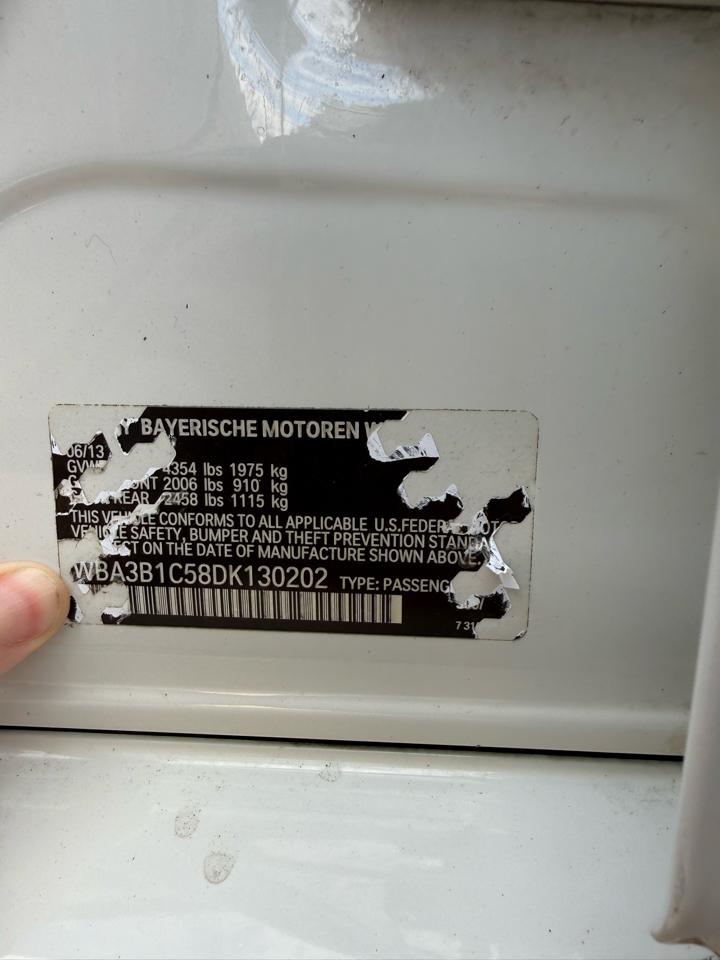 BAYERISCHE MOTOREN
06/13
4354 lbs 1975 kg
2006 lbs 910 kg
REAR 2458 lbs 1115 kg
THIS VEHICLE CONFORMS TO ALL APPLICABLE U.S.FEDERAL
VEHICLE SAFETY, BUMPER AND THEFT PREVENTION
ON THE DATE OF MANUFACTURE SHOWN ABOVE.
WBA3B1C58DK130202 TYPE: